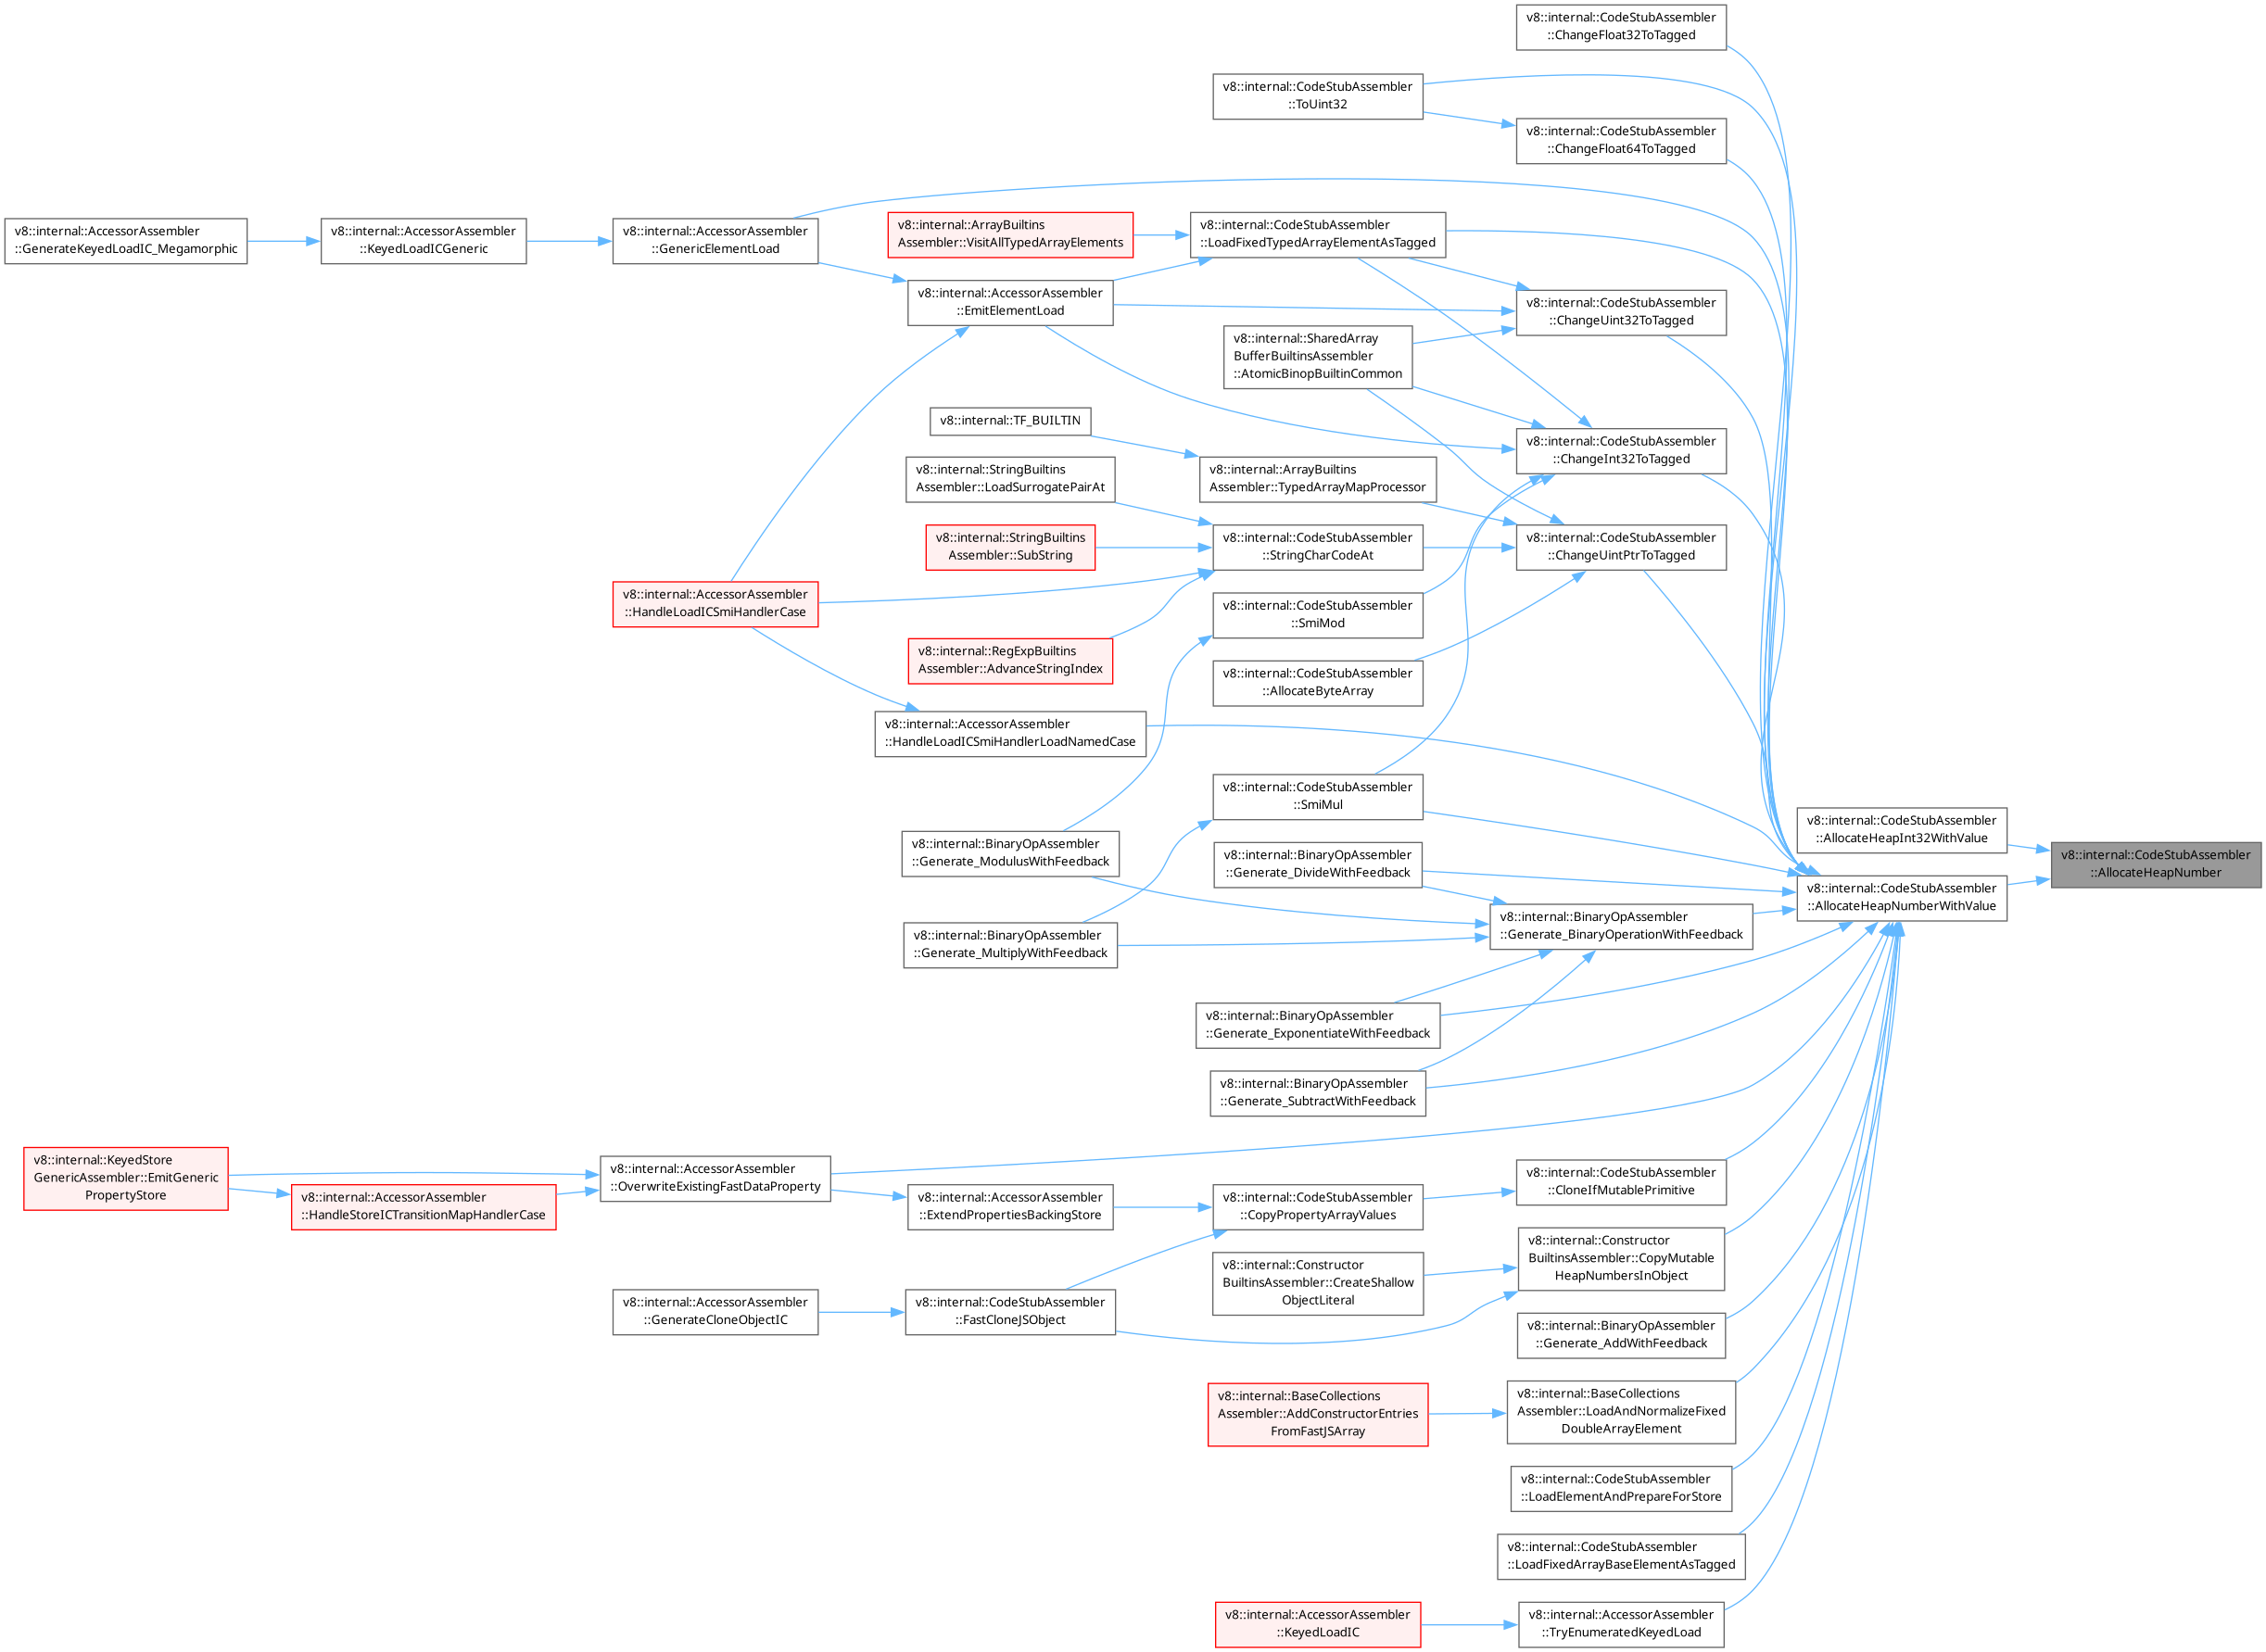 v8::internal::CodeStubAssembler
::ChangeFloat32ToTagged
v8::internal::CodeStubAssembler
::ToUint32
v8::internal::CodeStubAssembler
::ChangeFloat64ToTagged
v8::internal::AccessorAssembler
::GenerateKeyedLoadIC_Megamorphic
v8::internal::AccessorAssembler
::KeyedLoadICGeneric
v8::internal::AccessorAssembler
::GenericElementLoad
v8::internal::ArrayBuiltins
Assembler::VisitAllTypedArrayElements
v8::internal::CodeStubAssembler
::LoadFixedTypedArrayElementAsTagged
v8::internal::AccessorAssembler
::EmitElementLoad
v8::internal::CodeStubAssembler
::ChangeUint32ToTagged
v8::internal::SharedArray
BufferBuiltinsAssembler
::AtomicBinopBuiltinCommon
v8::internal::TF_BUILTIN
v8::internal::CodeStubAssembler
::ChangeInt32ToTagged
v8::internal::StringBuiltins
Assembler::LoadSurrogatePairAt
v8::internal::ArrayBuiltins
Assembler::TypedArrayMapProcessor
v8::internal::StringBuiltins
Assembler::SubString
v8::internal::CodeStubAssembler
::StringCharCodeAt
v8::internal::CodeStubAssembler
::ChangeUintPtrToTagged
v8::internal::AccessorAssembler
::HandleLoadICSmiHandlerCase
v8::internal::CodeStubAssembler
::SmiMod
v8::internal::RegExpBuiltins
Assembler::AdvanceStringIndex
v8::internal::CodeStubAssembler
::AllocateByteArray
v8::internal::AccessorAssembler
::HandleLoadICSmiHandlerLoadNamedCase
v8::internal::CodeStubAssembler
::SmiMul
v8::internal::CodeStubAssembler
::AllocateHeapInt32WithValue
v8::internal::BinaryOpAssembler
::Generate_ModulusWithFeedback
v8::internal::BinaryOpAssembler
::Generate_DivideWithFeedback
v8::internal::CodeStubAssembler
::AllocateHeapNumber
v8::internal::CodeStubAssembler
::AllocateHeapNumberWithValue
v8::internal::BinaryOpAssembler
::Generate_MultiplyWithFeedback
v8::internal::BinaryOpAssembler
::Generate_BinaryOperationWithFeedback
v8::internal::BinaryOpAssembler
::Generate_ExponentiateWithFeedback
v8::internal::BinaryOpAssembler
::Generate_SubtractWithFeedback
v8::internal::KeyedStore
GenericAssembler::EmitGeneric
PropertyStore
v8::internal::AccessorAssembler
::HandleStoreICTransitionMapHandlerCase
v8::internal::AccessorAssembler
::OverwriteExistingFastDataProperty
v8::internal::AccessorAssembler
::ExtendPropertiesBackingStore
v8::internal::CodeStubAssembler
::CopyPropertyArrayValues
v8::internal::CodeStubAssembler
::CloneIfMutablePrimitive
v8::internal::Constructor
BuiltinsAssembler::CopyMutable
HeapNumbersInObject
v8::internal::Constructor
BuiltinsAssembler::CreateShallow
ObjectLiteral
v8::internal::AccessorAssembler
::GenerateCloneObjectIC
v8::internal::CodeStubAssembler
::FastCloneJSObject
v8::internal::BinaryOpAssembler
::Generate_AddWithFeedback
v8::internal::BaseCollections
Assembler::AddConstructorEntries
FromFastJSArray
v8::internal::BaseCollections
Assembler::LoadAndNormalizeFixed
DoubleArrayElement
v8::internal::CodeStubAssembler
::LoadElementAndPrepareForStore
v8::internal::CodeStubAssembler
::LoadFixedArrayBaseElementAsTagged
v8::internal::AccessorAssembler
::KeyedLoadIC
v8::internal::AccessorAssembler
::TryEnumeratedKeyedLoad